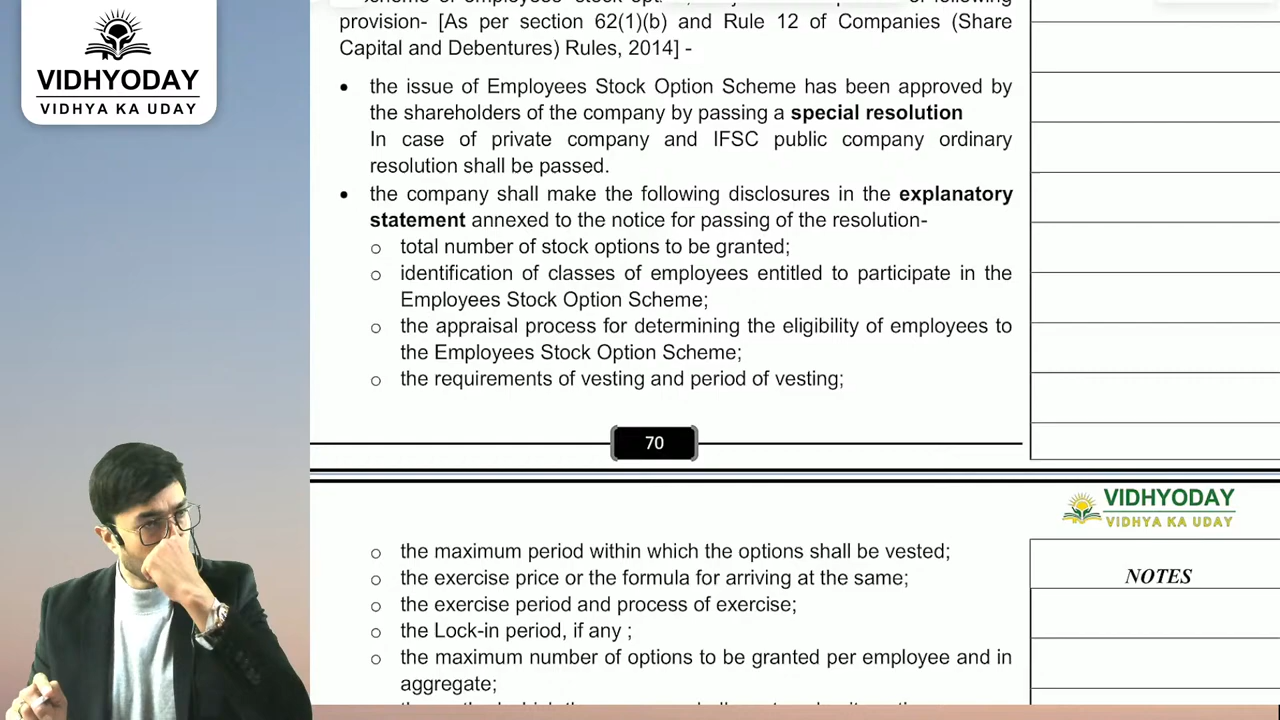 VIDHYODAY
VIDHYA KA UDAY
provision- [As per section 62(1)(b) and Rule 12 of Companies (Share
Capital and Debentures) Rules, 2014] -
• the issue of Employees Stock Option Scheme has been approved by
the shareholders of the company by passing a special resolution
In case of private company and IFSC public company ordinary
resolution shall be passed.
• the company shall make the following disclosures in the explanatory
statement annexed to the notice for passing of the resolution-
o total number of stock options to be granted;
o identification of classes of employees entitled to participate in the
Employees Stock Option Scheme;
o the appraisal process for determining the eligibility of employees to
the Employees Stock Option Scheme;
o the requirements of vesting and period of vesting;
70
VIDHYODAY
VIDHYA KA UDAY
NOTES
o the maximum period within which the options shall be vested;
o the exercise price or the formula for arriving at the same;
o the exercise period and process of exercise;
o the Lock-in period, if any ;
o the maximum number of options to be granted per employee and in
aggregate;